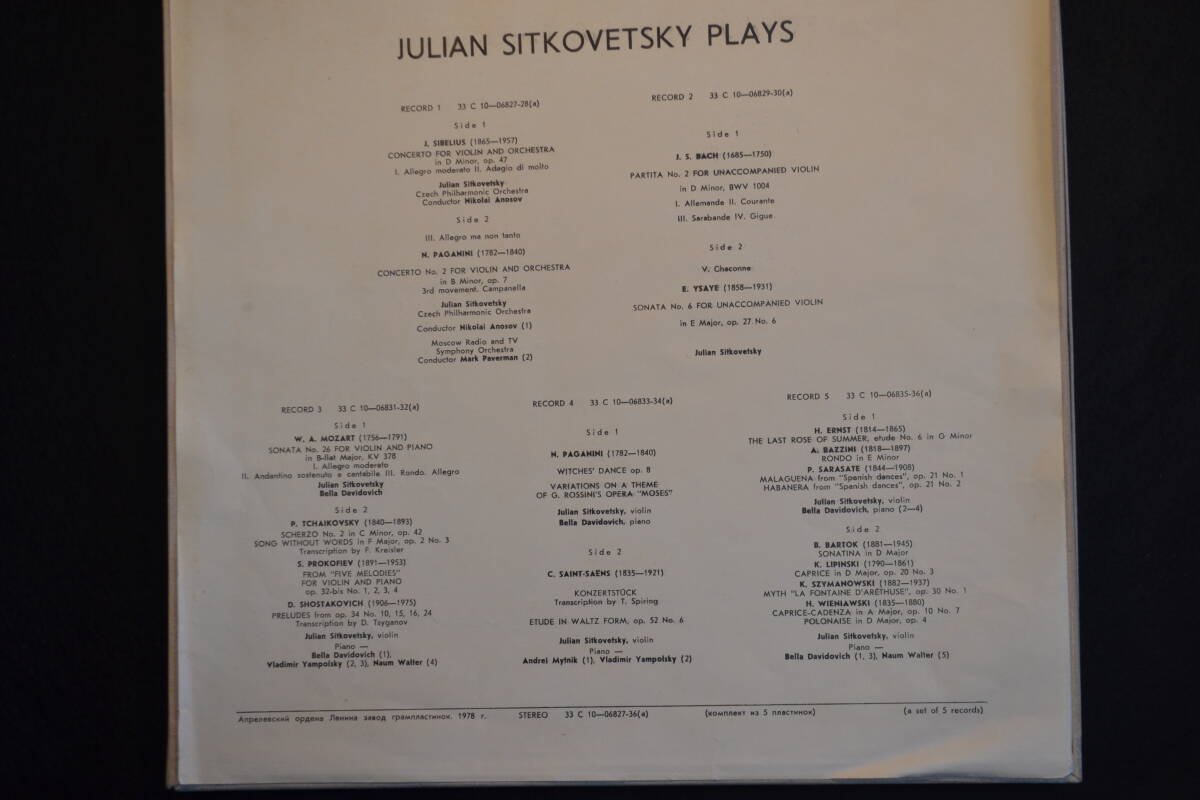 JULIAN SITKOVETSKY PLAYS
RECORD 1 33 C 10—06827-28(a)
Side 1
J. SIBELIUS (1865—1957)
CONCERTO FOR VIOLIN AND ORCHESTRA
in D Minor, op. 47
I. Allegro moderato II. Adagio di molto
Julian Sitkovetsky
Czech Philharmonic Orchestra
Conductor Nikolai Anosov
Side 2
III. Allegro ma non tanto
N. PAGANINI (1782—1840)
CONCERTO No. 2 FOR VIOLIN AND ORCHESTRA
in B Minor, op. 7
3rd movement. Campanella
Julian Sitkovetsky
Czech Philharmonic Orchestra
Conductor Nikolai Anosov (1)
Moscow Radio and TV
Symphony Orchestra
Conductor Mark Paverman (2)
RECORD 2 33 C 10—06829-30(a)
Side 1
J. S. BACH (1685—1750)
PARTITA No. 2 FOR UNACCOMPANIED VIOLIN
in D Minor, BWV 1004
I. Allemande II. Courante
III. Sarabande IV. Gigue
Side 2
V. Chaconne
E. YSAYE (1858—1931)
SONATA No. 6 FOR UNACCOMPANIED VIOLIN
in E Major, op. 27 No. 6
Julian Sitkovetsky
RECORD 3 33 C 10—06831-32(a)
Side 1
W. A. MOZART (1756—1791)
SONATA No. 26 FOR VIOLIN AND PIANO
in B-flat Major, KV 378
I. Allegro moderato
II. Andantino sostenuto e cantabile III. Rondo. Allegro
Julian Sitkovetsky
Bella Davidovich
Side 2
P. TCHAIKOVSKY (1840—1893)
SCHERZO No. 2 in C Minor, op. 42
SONG WITHOUT WORDS in F Major, op. 2 No. 3
Transcription by F. Kreisler
S. PROKOFIEV (1891—1953)
FROM "FIVE MELODIES"
FOR VIOLIN AND PIANO
op. 32-bis No. 1, 2, 3, 4
D. SHOSTAKOVICH (1906—1975)
PRELUDES from op. 34 No. 10, 15, 16, 24
Transcription by D. Tsyganov
Julian Sitkovetsky, violin
Piano —
Bella Davidovich (1),
Vladimir Yampolsky (2, 3), Naum Walter (4)
RECORD 4 33 C 10—06833-34(a)
Side 1
N. PAGANINI (1782—1840)
WITCHES' DANCE op. 8
VARIATIONS ON A THEME
OF G. ROSSINI'S OPERA "MOSES"
Julian Sitkovetsky, violin
Bella Davidovich, piano
Side 2
C. SAINT-SAËNS (1835—1921)
KONZERTSTÜCK
Transcription by T. Spiring
ETUDE IN WALTZ FORM, op. 52 No. 6
Julian Sitkovetsky, violin
Piano —
Andrei Mytnik (1), Vladimir Yampolsky (2)
RECORD 5 33 C 10—06835-36(a)
Side 1
H. ERNST (1814—1865)
THE LAST ROSE OF SUMMER, etude No. 6 in G Minor
A. BAZZINI (1818—1897)
RONDO in E Minor
P. SARASATE (1844—1908)
MALAGUENA from "Spanish dances", op. 21 No. 1
HABANERA from "Spanish dances", op. 21 No. 2
Julian Sitkovetsky, violin
Bella Davidovich, piano (2—4)
Side 2
B. BARTOK (1881—1945)
SONATINA in D Major
K. LIPINSKI (1790—1861)
CAPRICE in D Major, op. 20 No. 3
K. SZYMANOWSKI (1882—1937)
MYTH "LA FONTAINE D'ARÉTHUSE", op. 30 No. 1
H. WIENIAWSKI (1835—1880)
CAPRICE-CADENZA in A Major, op. 10 No. 7
POLONAISE in D Major, op. 4
Julian Sitkovetsky, violin
Piano —
Bella Davidovich (1, 3), Naum Walter (5)
Апрелевский ордена Ленина завод грампластинок. 1978 г. STEREO 33 C 10—06827-36(a) (комплект из 5 пластинок) (a set of 5 records)